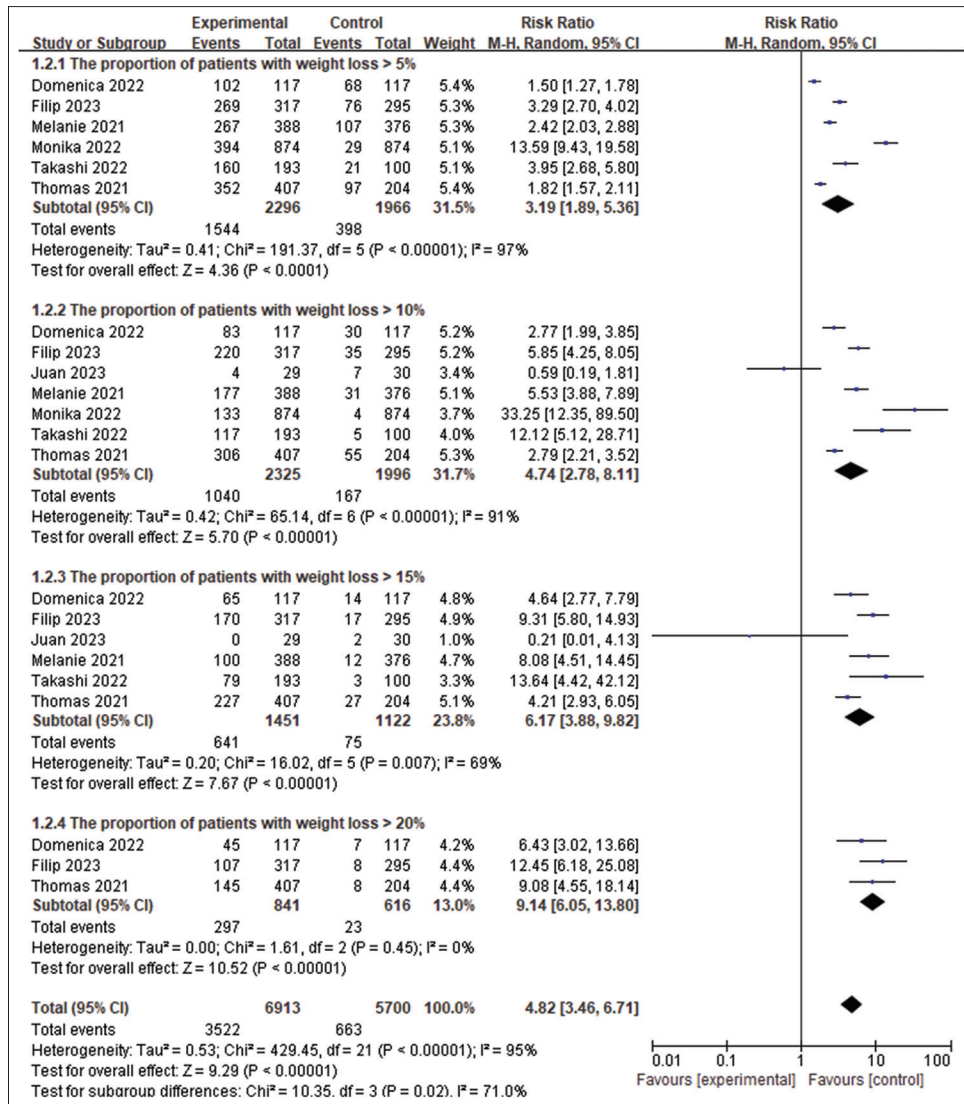 Experimental Control Risk Ratio Risk Ratio
Study or Subgroup Events Total Events Total Weight M-H, Random, 95% CI M-H, Random, 95% CI
1.2.1 The proportion of patients with weight loss > 5%
Domenica 2022 102 117 68 117 5.4% 1.50 [1.27, 1.78]
Filip 2023 269 317 76 295 5.3% 3.29 [2.70, 4.02]
Melanie 2021 267 388 107 376 5.3% 2.42 [2.03, 2.88]
Monika 2022 394 874 29 874 5.1% 13.59 [9.43, 19.58]
Takashi 2022 160 193 21 100 5.0% 3.95 [2.68, 5.80]
Thomas 2021 352 407 97 204 5.4% 1.82 [1.57, 2.11]
Subtotal (95% CI) 2296 1966 31.5% 3.19 [1.89, 5.36]
Total events 1544 398
Heterogeneity: Tau² = 0.41; Chi² = 191.37, df = 5 (P < 0.00001); I² = 97%
Test for overall effect: Z = 4.36 (P < 0.0001)
1.2.2 The proportion of patients with weight loss > 10%
Domenica 2022 83 117 30 117 5.2% 2.77 [1.99, 3.85]
Filip 2023 220 317 35 295 5.2% 5.85 [4.25, 8.05]
Juan 2023 4 29 7 30 3.4% 0.59 [0.19, 1.81]
Melanie 2021 177 388 31 376 5.1% 5.53 [3.88, 7.89]
Monika 2022 133 874 4 874 3.7% 33.25 [12.35, 89.50]
Takashi 2022 117 193 5 100 4.0% 12.12 [5.12, 28.71]
Thomas 2021 306 407 55 204 5.3% 2.79 [2.21, 3.52]
Subtotal (95% CI) 2325 1996 31.7% 4.74 [2.78, 8.11]
Total events 1040 167
Heterogeneity: Tau² = 0.42; Chi² = 65.14, df = 6 (P < 0.00001); I² = 91%
Test for overall effect: Z = 5.70 (P < 0.00001)
1.2.3 The proportion of patients with weight loss > 15%
Domenica 2022 65 117 14 117 4.8% 4.64 [2.77, 7.79]
Filip 2023 170 317 17 295 4.9% 9.31 [5.80, 14.93]
Juan 2023 0 29 2 30 1.0% 0.21 [0.01, 4.13]
Melanie 2021 100 388 12 376 4.7% 8.08 [4.51, 14.45]
Takashi 2022 79 193 3 100 3.3% 13.64 [4.42, 42.12]
Thomas 2021 227 407 27 204 5.1% 4.21 [2.93, 6.05]
Subtotal (95% CI) 1451 1122 23.8% 6.17 [3.88, 9.82]
Total events 641 75
Heterogeneity: Tau² = 0.20; Chi² = 16.02, df = 5 (P = 0.007); I² = 69%
Test for overall effect: Z = 7.67 (P < 0.00001)
1.2.4 The proportion of patients with weight loss > 20%
Domenica 2022 45 117 7 117 4.2% 6.43 [3.02, 13.66]
Filip 2023 107 317 8 295 4.4% 12.45 [6.18, 25.08]
Thomas 2021 145 407 8 204 4.4% 9.08 [4.55, 18.14]
Subtotal (95% CI) 841 616 13.0% 9.14 [6.05, 13.80]
Total events 297 23
Heterogeneity: Tau² = 0.00; Chi² = 1.61, df = 2 (P = 0.45); I² = 0%
Test for overall effect: Z = 10.52 (P < 0.00001)
Total (95% CI) 6913 5700 100.0% 4.82 [3.46, 6.71]
Total events 3522 663
Heterogeneity: Tau² = 0.53; Chi² = 429.45, df = 21 (P < 0.00001); I² = 95%
Test for overall effect: Z = 9.29 (P < 0.00001)
Test for subgroup differences: Chi² = 10.35, df = 3 (P = 0.02), I² = 71.0%
0.01 0.1 1 10 100
Favours [experimental] Favours [control]